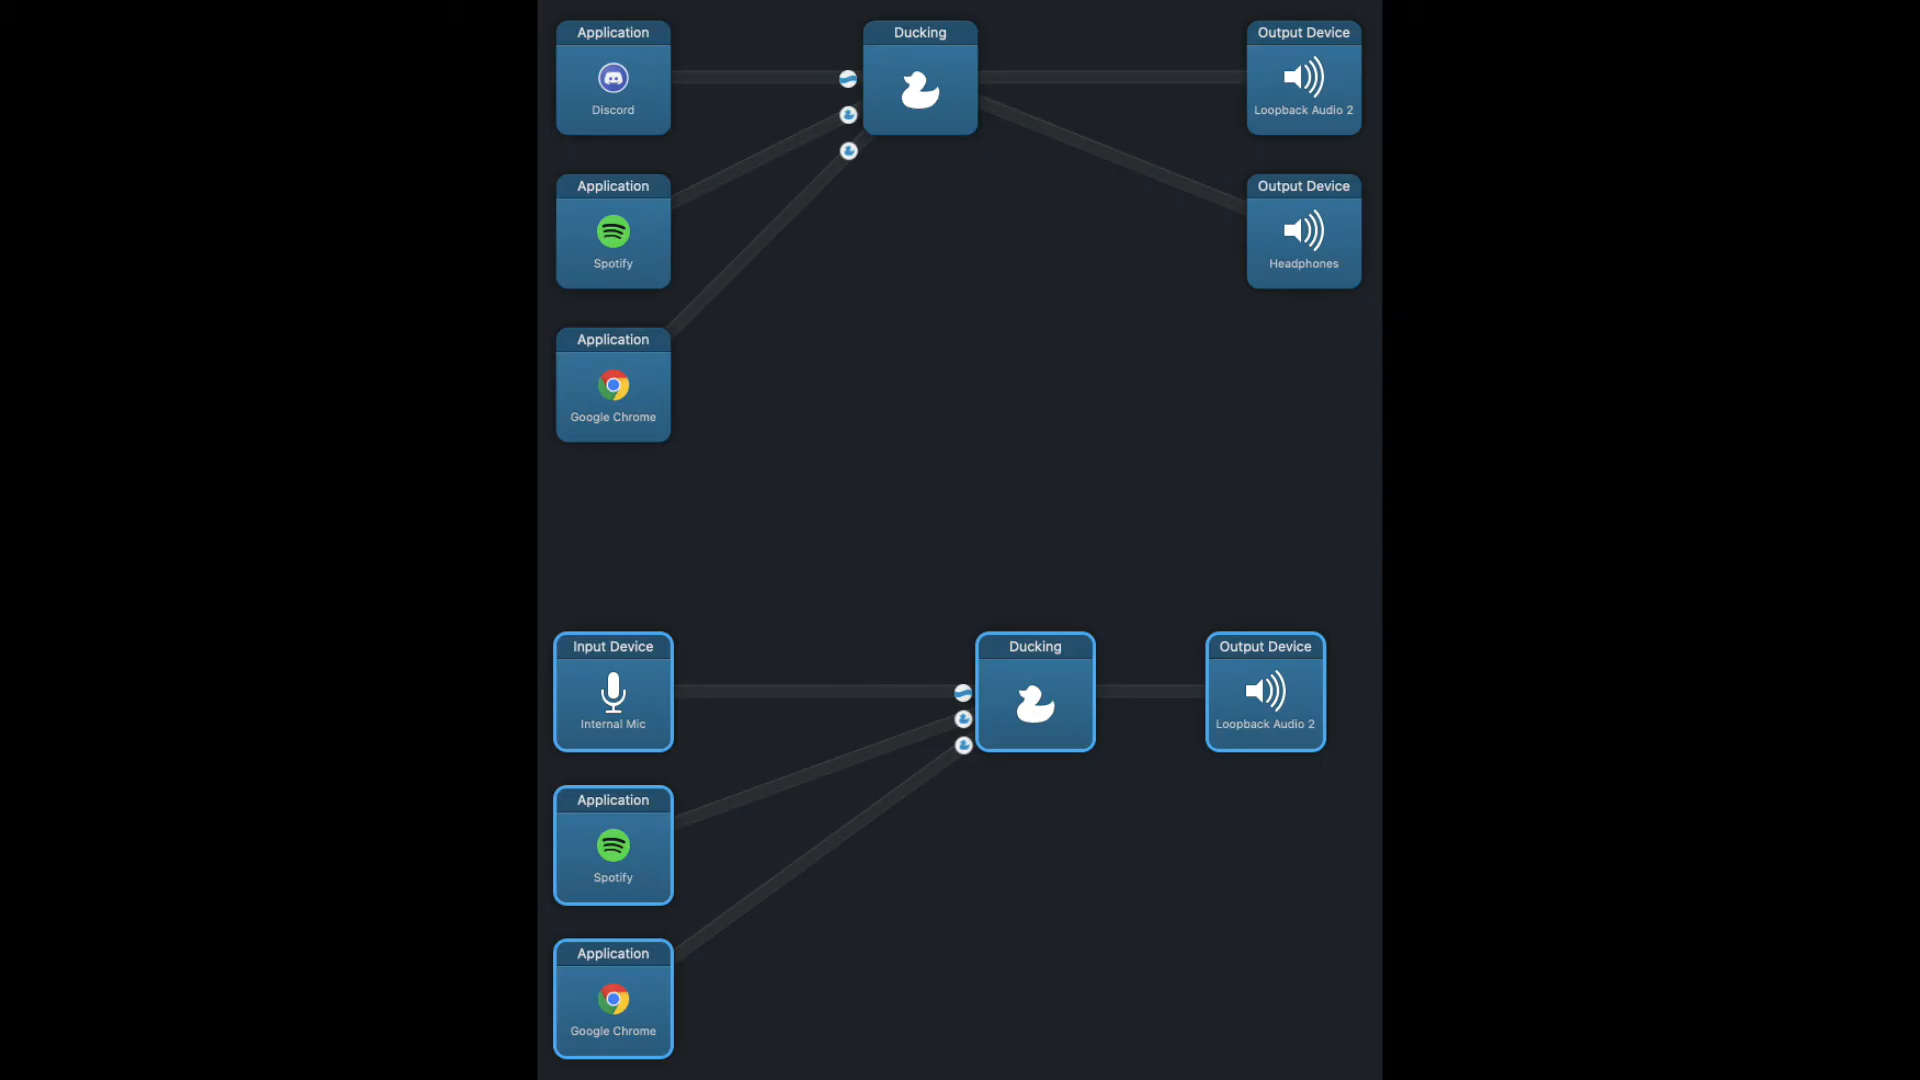 Application
Discord
Ducking
Output Device
Loopback Audio 2
Application
Spotify
Output Device
Headphones
Application
Google Chrome
Input Device
Internal Mic
Ducking
Output Device
Loopback Audio 2
Application
Spotify
Application
Google Chrome